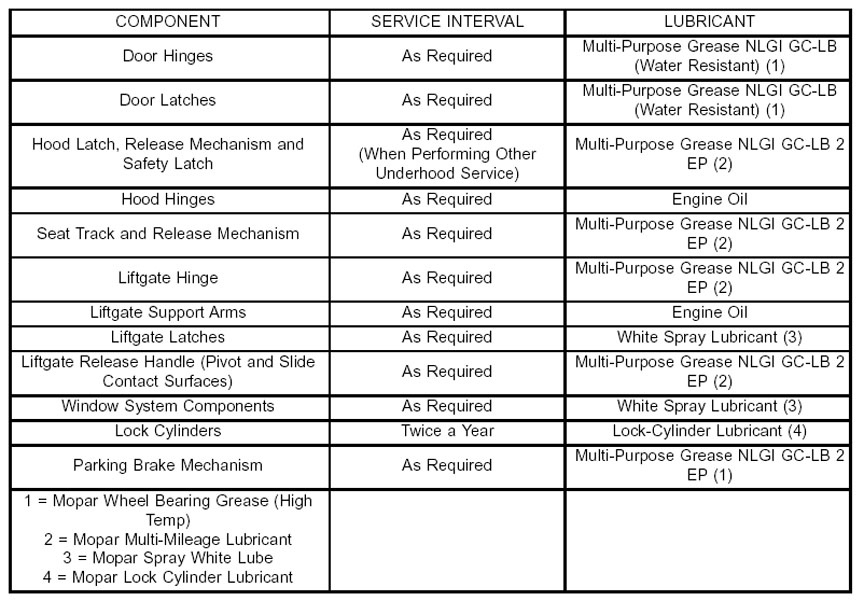 COMPONENT SERVICE INTERVAL LUBRICANT
Door Hinges As Required Multi-Purpose Grease NLGI GC-LB
(Water Resistant) (1)
Door Latches As Required Multi-Purpose Grease NLGI GC-LB
(Water Resistant) (1)
Hood Latch, Release Mechanism and
Safety Latch
As Required
(When Performing Other
Underhood Service)
Multi-Purpose Grease NLGI GC-LB 2
EP (2)
Hood Hinges As Required Engine Oil
Seat Track and Release Mechanism As Required Multi-Purpose Grease NLGI GC-LB 2
EP (2)
Liftgate Hinge As Required Multi-Purpose Grease NLGI GC-LB 2
EP (2)
Liftgate Support Arms As Required Engine Oil
Liftgate Latches As Required White Spray Lubricant (3)
Liftgate Release Handle (Pivot and Slide
Contact Surfaces)
As Required
Multi-Purpose Grease NLGI GC-LB 2
EP (2)
Window System Components As Required White Spray Lubricant (3)
Lock Cylinders Twice a Year Lock-Cylinder Lubricant (4)
Parking Brake Mechanism As Required Multi-Purpose Grease NLGI GC-LB 2
EP (1)
1 = Mopar Wheel Bearing Grease (High
Temp)
2 = Mopar Multi-Mileage Lubricant
3 = Mopar Spray White Lube
4 = Mopar Lock Cylinder Lubricant